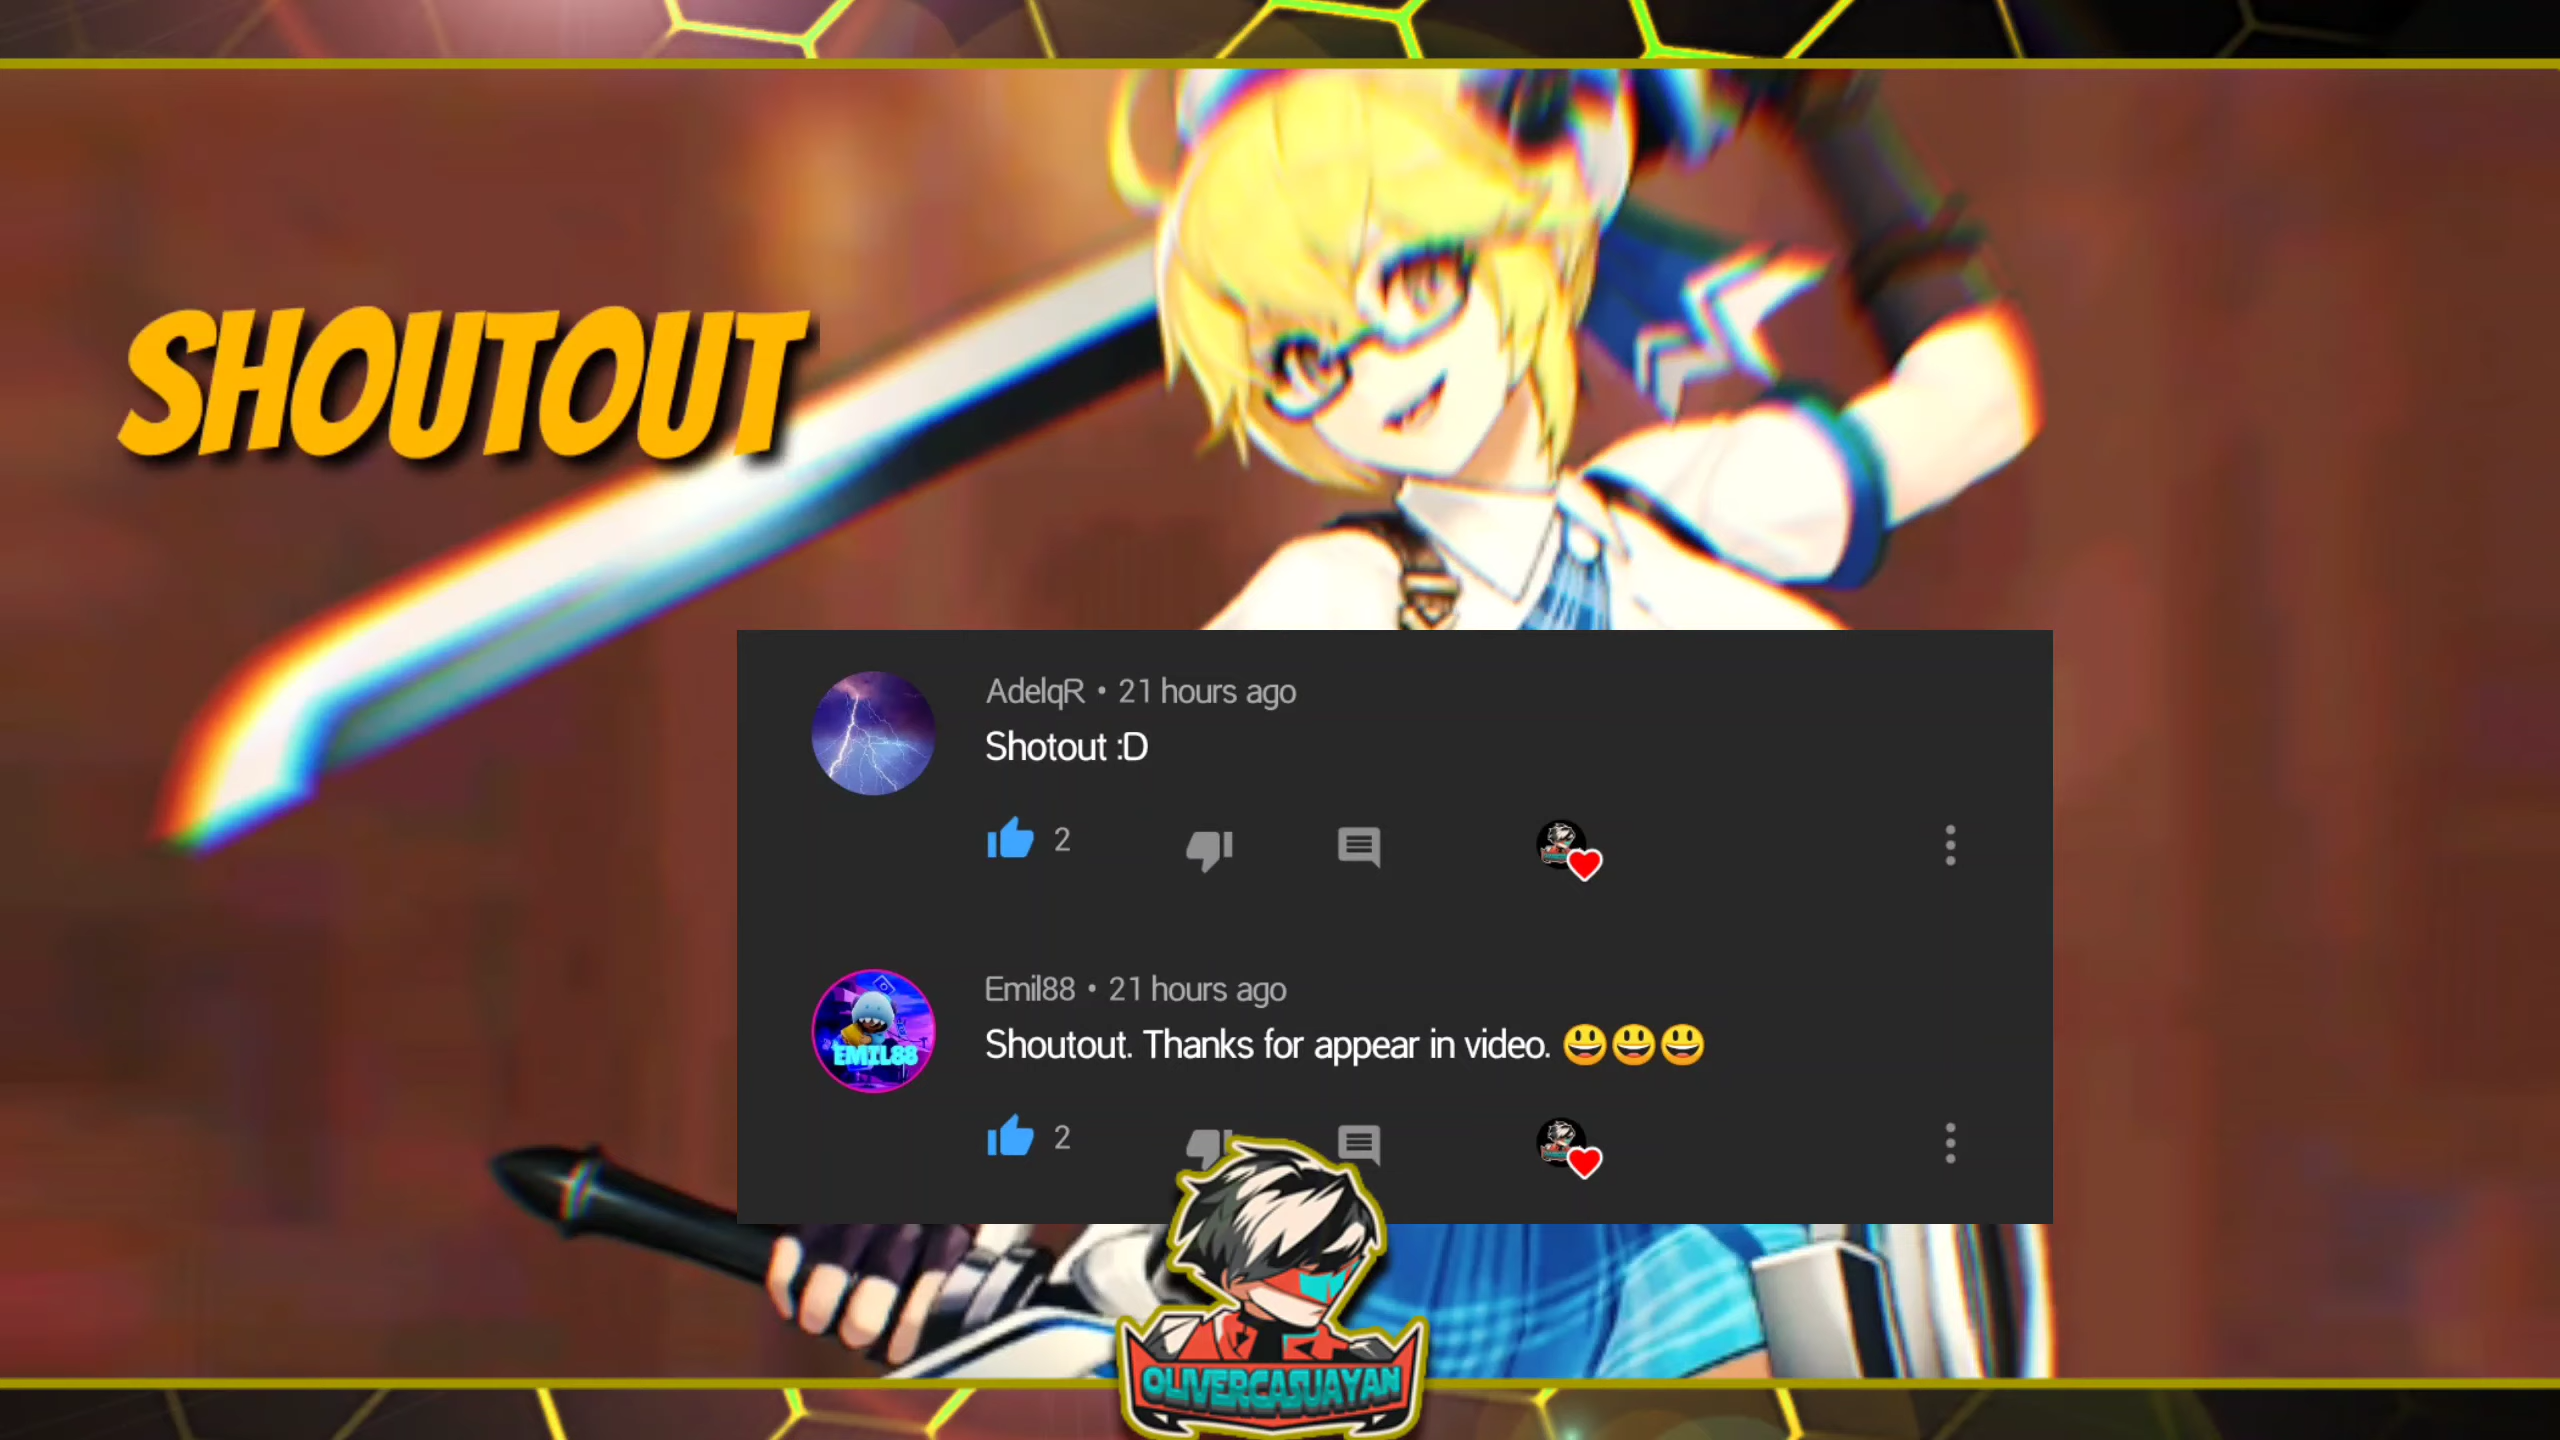 SHOUTOUT
AdelqR • 21 hours ago
Shotout :D
2
Emil88 • 21 hours ago
EMIL88
Shoutout. Thanks for appear in video. 😃😃😃
2
OLIVERCASUAYAN